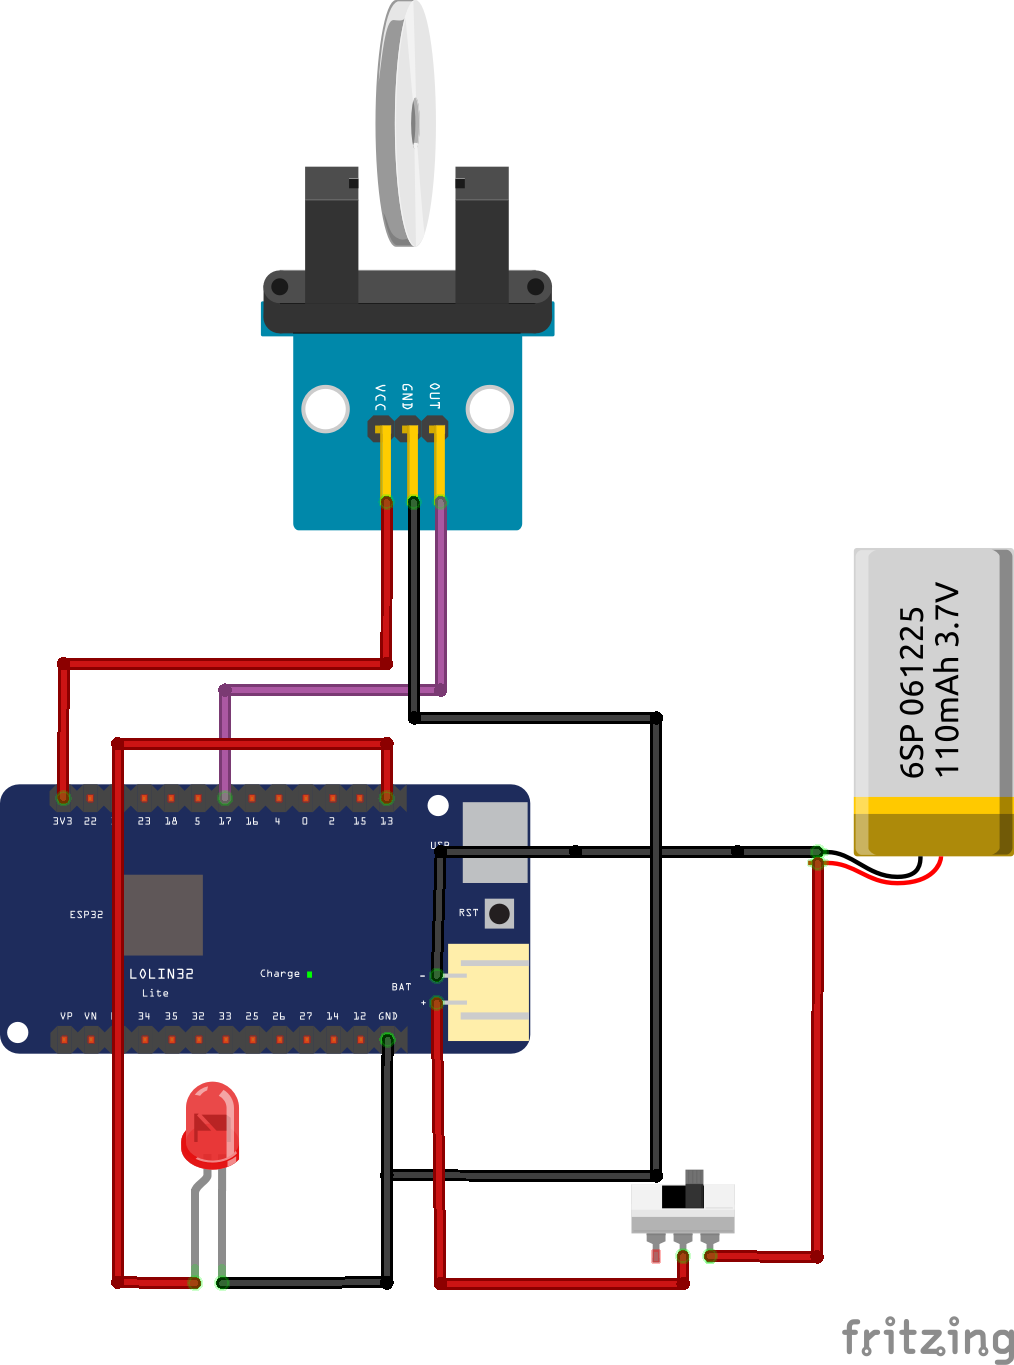 VCC
GND
OUT
6SP 061225
110mAh 3.7V
3V3 22 23 18 5 17 16 4 0 2 15 13
USB
ESP32
RST
LOLIN32
Lite
Charge
BAT
-
+
VP VN 34 35 32 33 25 26 27 14 12 GND
fritzing